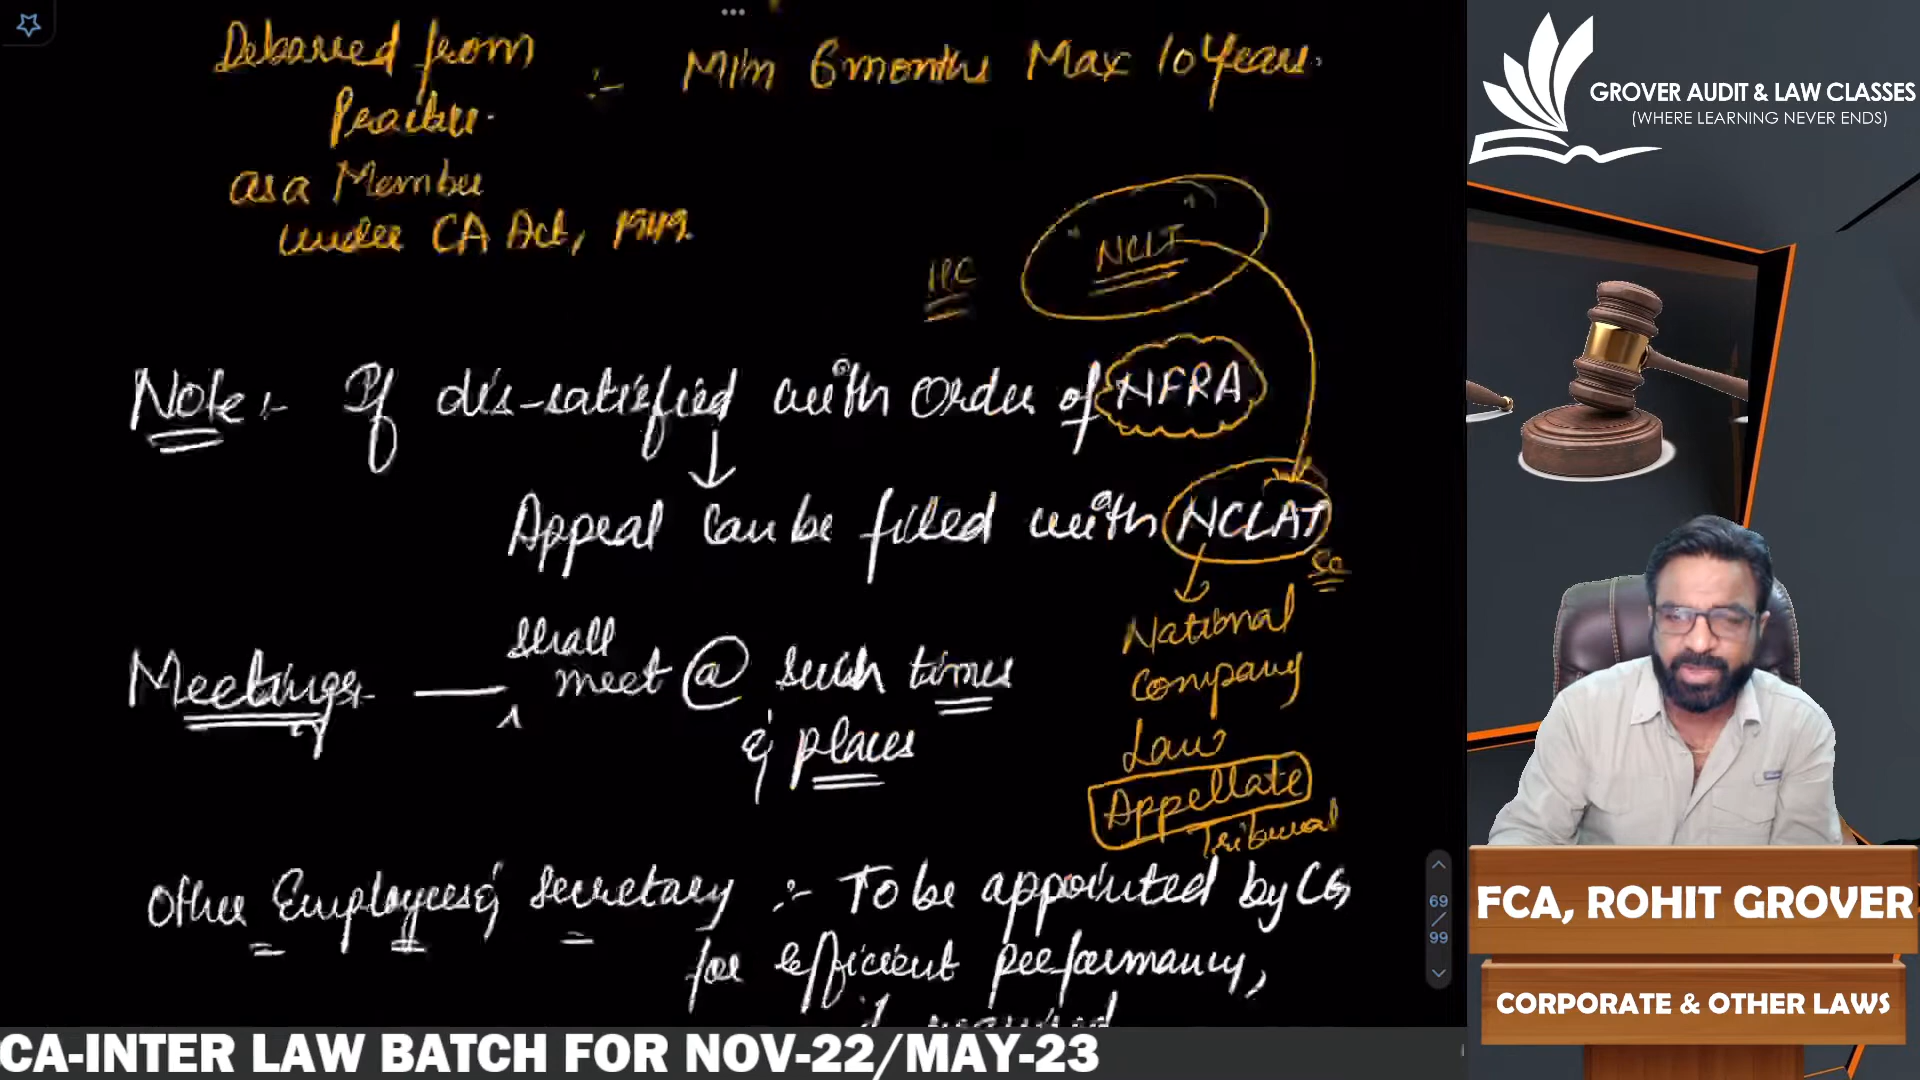 Debarred from :- Min 6 months Max 10 Years.
Practice.
as a Member
under CA Act, 1949.
NCLT
Note :- If dis-satisfied with Order of NFRA
Appeal can be filed with NCLAT
SC
National
Company
Law
Appellate
Tribunal
Meetings — shall meet @ such times
& places
Other Employees & Secretary :- To be appointed by CG
for efficient performance,
69
99
GROVER AUDIT & LAW CLASSES
(WHERE LEARNING NEVER ENDS)
FCA, ROHIT GROVER
CORPORATE & OTHER LAWS
CA-INTER LAW BATCH FOR NOV-22/MAY-23